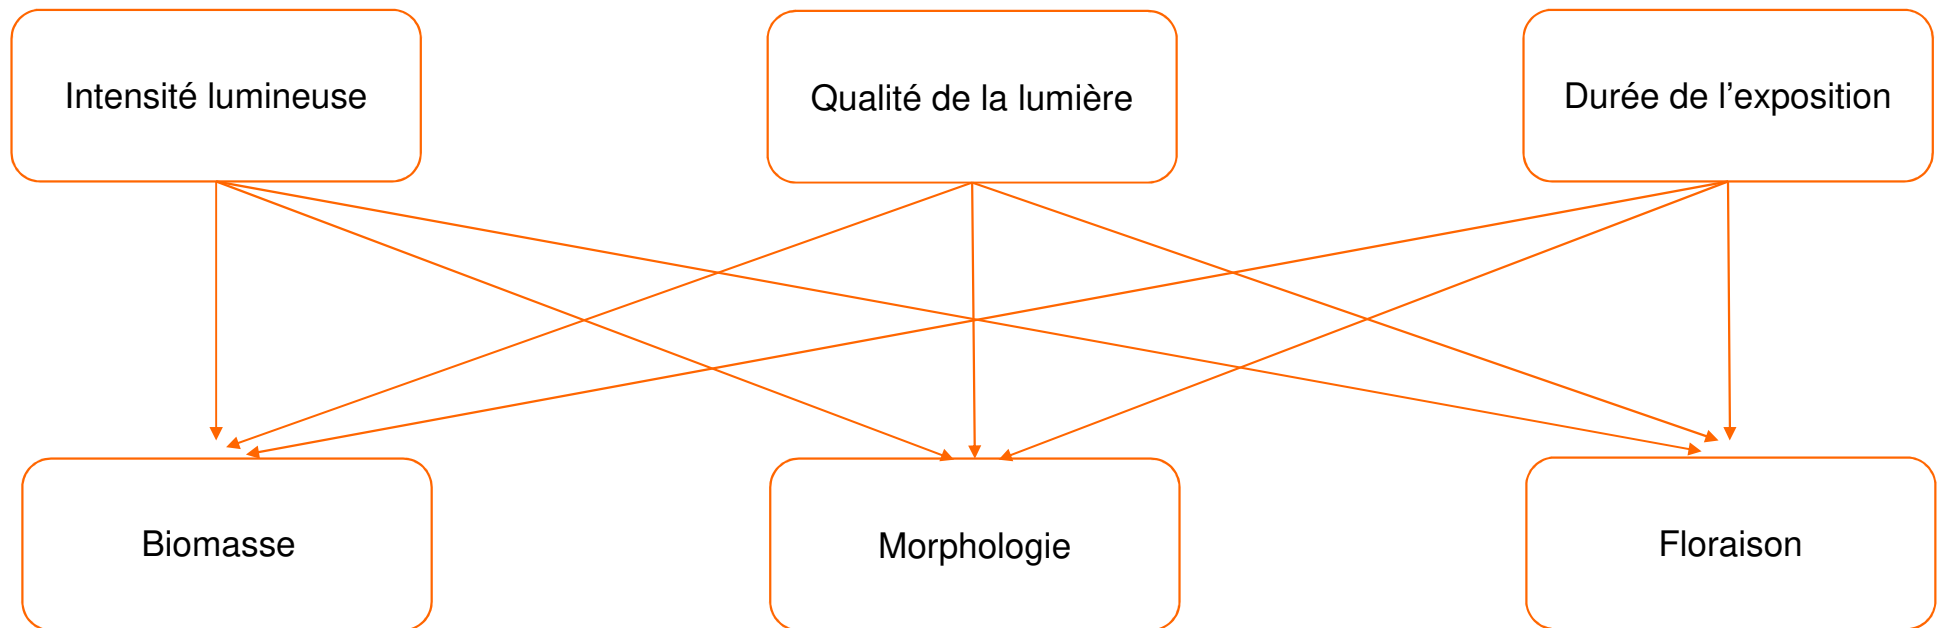 Intensité lumineuse
Qualité de la lumière
Durée de l’exposition
Biomasse
Morphologie
Floraison